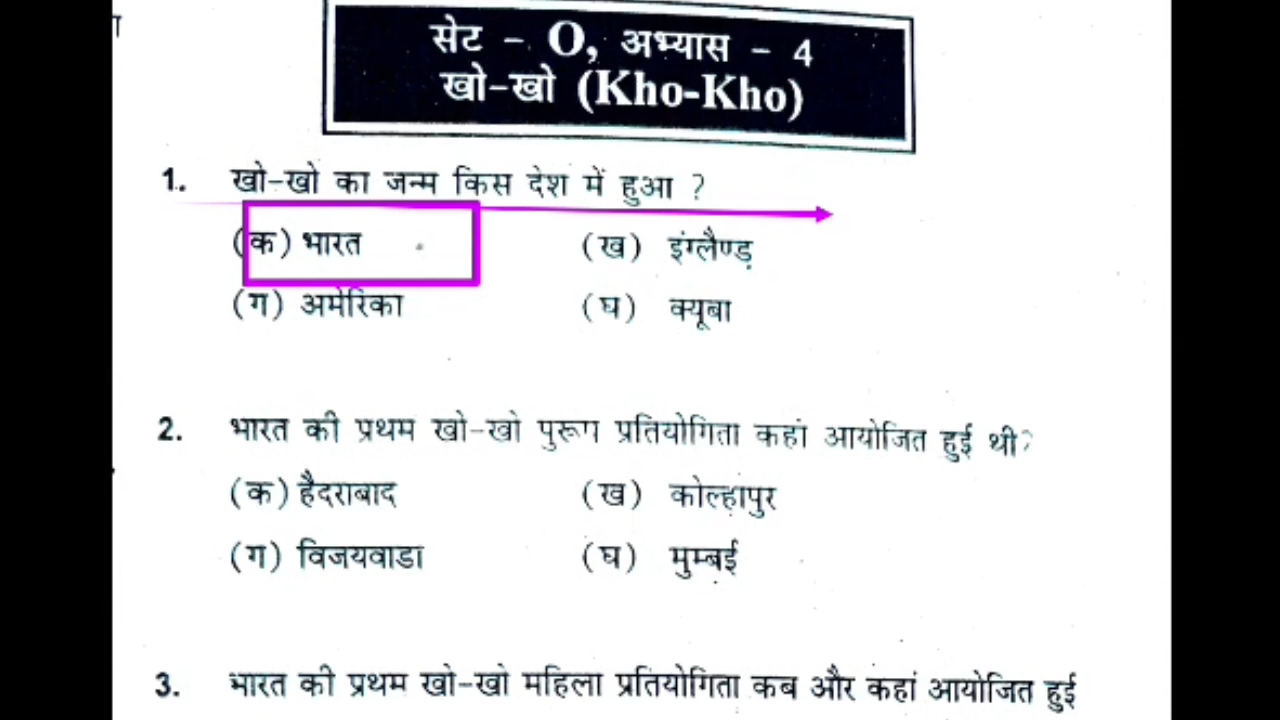 सेट - O, अभ्यास - 4
खो-खो (Kho-Kho)
1. खो-खो का जन्म किस देश में हुआ ?
(क) भारत (ख) इंग्लैण्ड
(ग) अमेरिका (घ) क्यूबा
2. भारत की प्रथम खो-खो पुरूष प्रतियोगिता कहां आयोजित हुई थी?
(क) हैदराबाद (ख) कोल्हापुर
(ग) विजयवाडा (घ) मुम्बई
3. भारत की प्रथम खो-खो महिला प्रतियोगिता कब और कहां आयोजित हुई